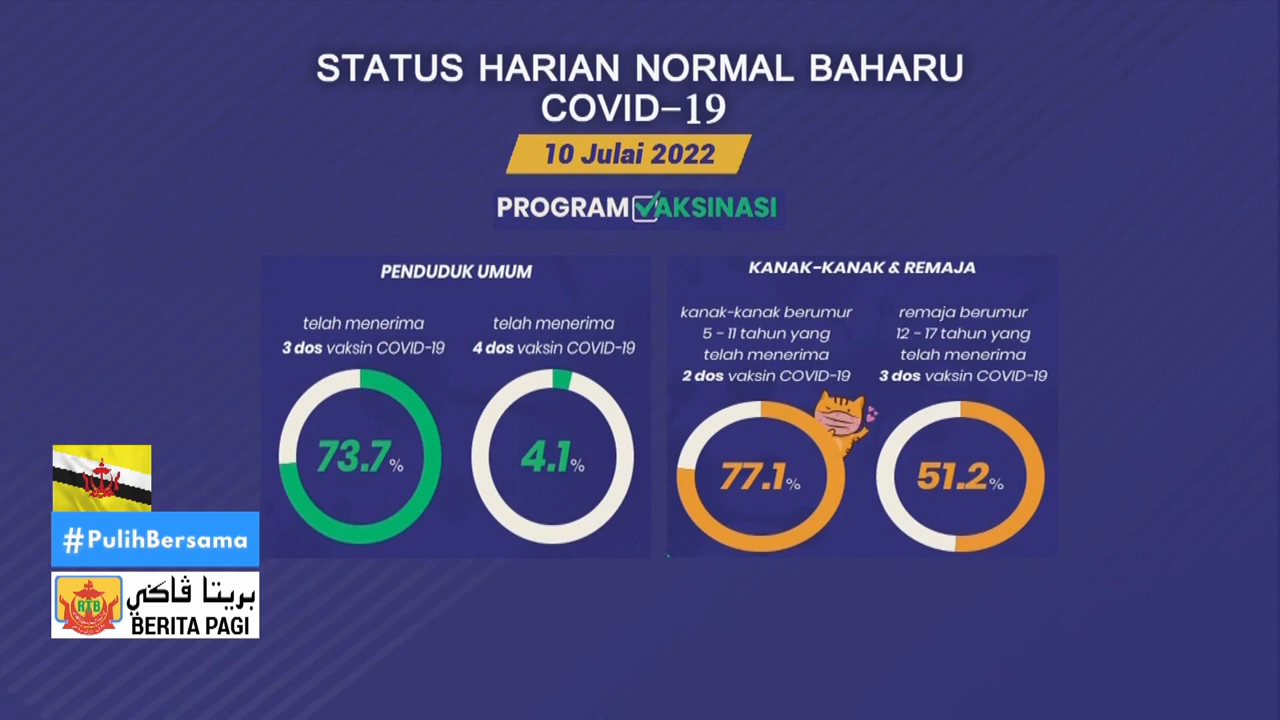 STATUS HARIAN NORMAL BAHARU
COVID-19
10 Julai 2022
PROGRAM VAKSINASI
PENDUDUK UMUM
telah menerima
3 dos vaksin COVID-19
73.7%
telah menerima
4 dos vaksin COVID-19
4.1%
KANAK-KANAK & REMAJA
kanak-kanak berumur
5 - 11 tahun yang
telah menerima
2 dos vaksin COVID-19
77.1%
remaja berumur
12 - 17 tahun yang
telah menerima
3 dos vaksin COVID-19
51.2%
#PulihBersama
RTB
بريتا ڤاݢي
BERITA PAGI